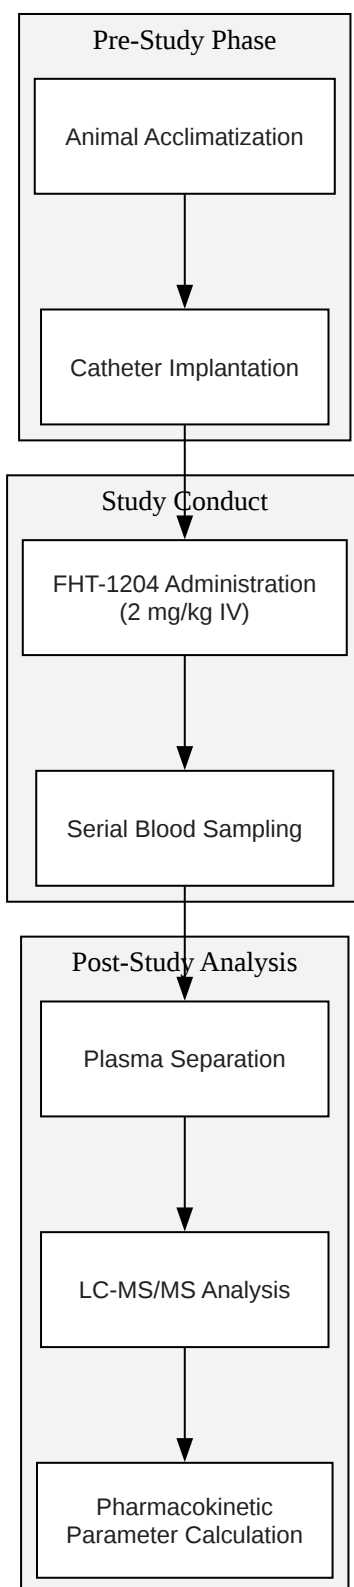 Pre-Study Phase
Animal Acclimatization
Catheter Implantation
Study Conduct
FHT-1204 Administration
(2 mg/kg IV)
Serial Blood Sampling
Post-Study Analysis
Plasma Separation
LC-MS/MS Analysis
Pharmacokinetic
Parameter Calculation